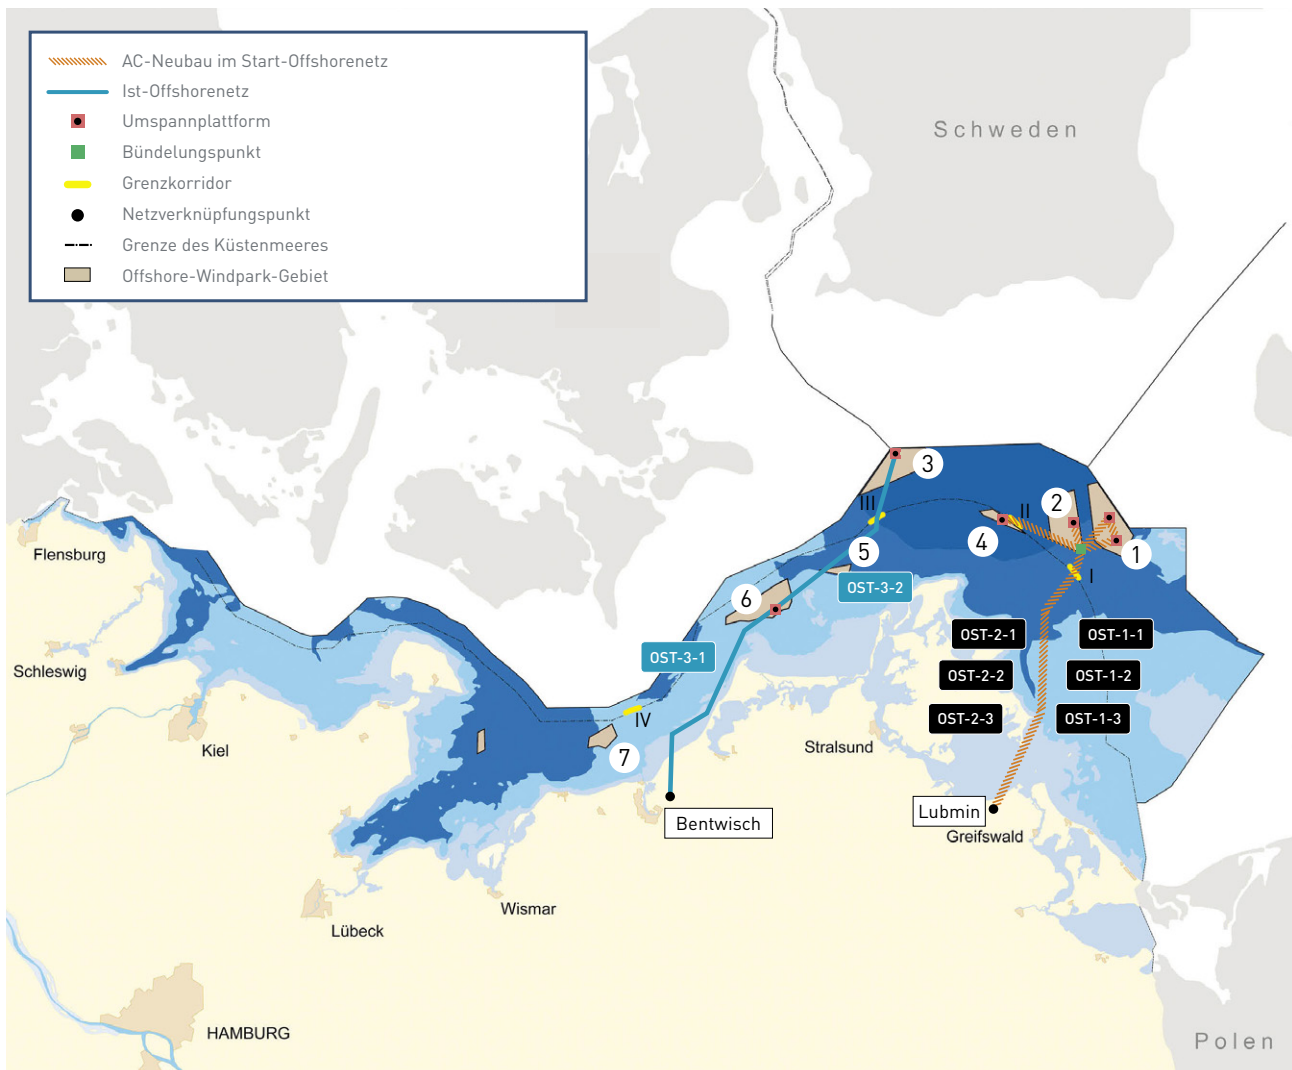 AC-Neubau im Start-Offshorenetz
Ist-Offshorenetz
Umspannplattform
Bündelungspunkt
Grenzkorridor
Netzverknüpfungspunkt
Grenze des Küstenmeeres
Offshore-Windpark-Gebiet
Schweden
3
III
2
II
4
1
5
I
6
OST-3-2
OST-2-1
OST-1-1
OST-3-1
OST-2-2
OST-1-2
OST-2-3
OST-1-3
IV
7
Flensburg
Schleswig
Kiel
Stralsund
Bentwisch
Lubmin
Greifswald
Wismar
Lübeck
HAMBURG
Polen